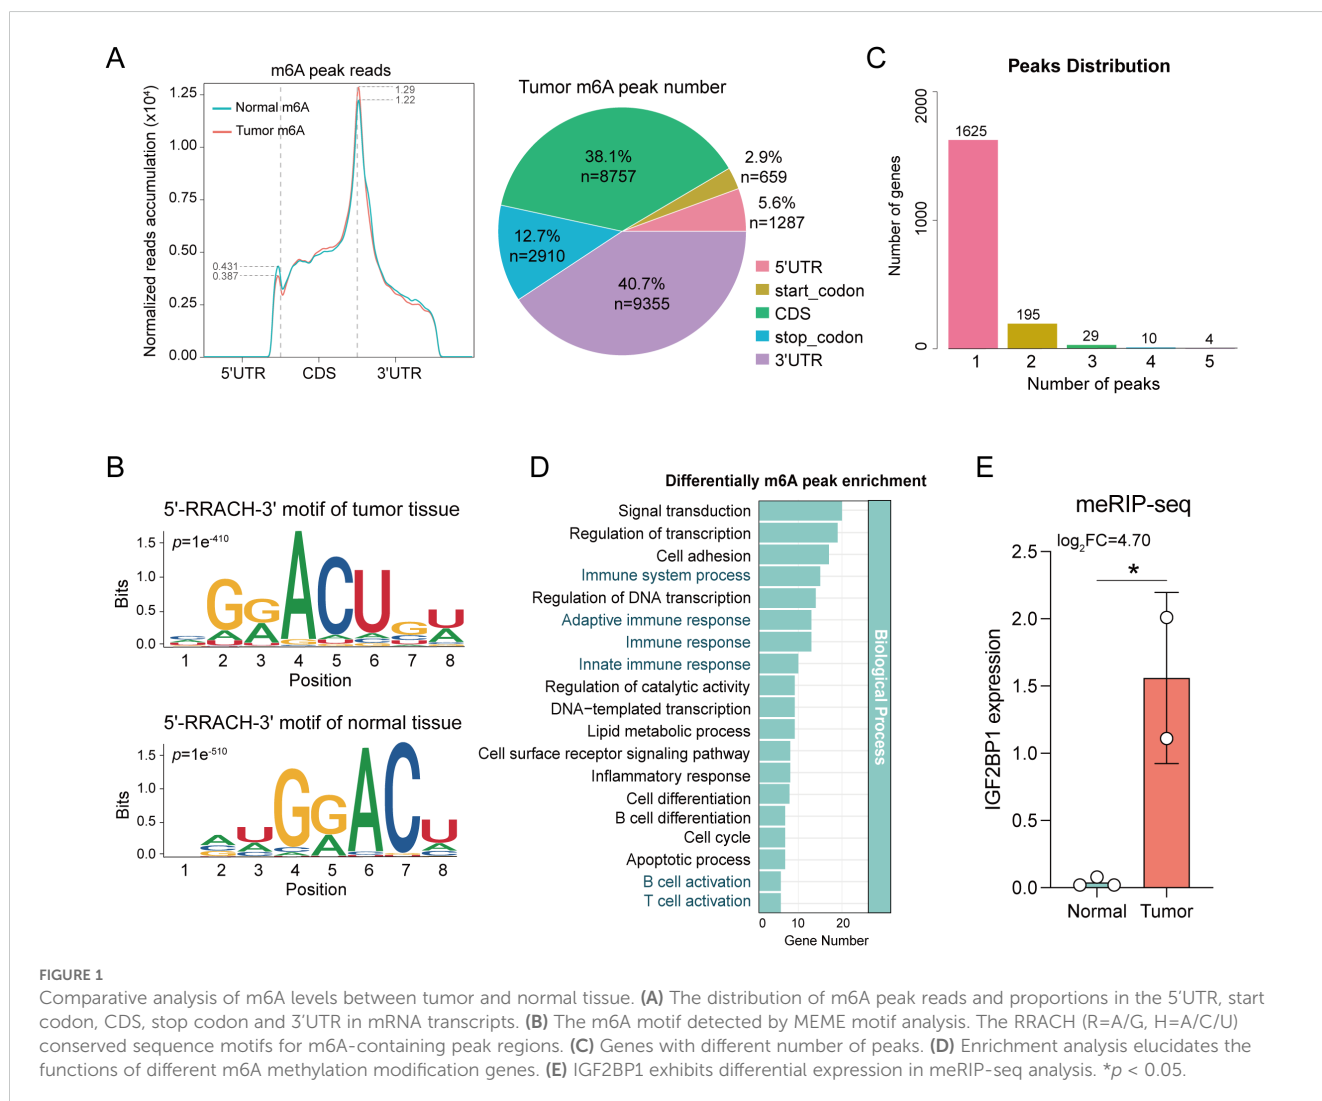 A
m6A peak reads
Normalized reads accumulation (x10⁴)
1.25
1.00
0.75
0.50
0.25
0.00
Normal m6A
Tumor m6A
1.29
1.22
0.431
0.387
5'UTR
CDS
3'UTR
Tumor m6A peak number
38.1%
n=8757
2.9%
n=659
5.6%
n=1287
12.7%
n=2910
40.7%
n=9355
5'UTR
start_codon
CDS
stop_codon
3'UTR
C
Peaks Distribution
Number of genes
2000
1000
0
1625
195
29
10
4
1 2 3 4 5
Number of peaks
B
5'-RRACH-3' motif of tumor tissue
p=1e-410
Bits
1.5
1.0
0.5
0.0
1 2 3 4 5 6 7 8
Position
5'-RRACH-3' motif of normal tissue
p=1e-510
Bits
1.5
1.0
0.5
0.0
1 2 3 4 5 6 7 8
Position
D
Differentially m6A peak enrichment
Signal transduction
Regulation of transcription
Cell adhesion
Immune system process
Regulation of DNA transcription
Adaptive immune response
Immune response
Innate immune response
Regulation of catalytic activity
DNA−templated transcription
Lipid metabolic process
Cell surface receptor signaling pathway
Inflammatory response
Cell differentiation
B cell differentiation
Cell cycle
Apoptotic process
B cell activation
T cell activation
Biological Process
0 10 20
Gene Number
E
meRIP-seq
log₂FC=4.70
*
IGF2BP1 expression
2.5
2.0
1.5
1.0
0.5
0.0
Normal Tumor
FIGURE 1
Comparative analysis of m6A levels between tumor and normal tissue. (A) The distribution of m6A peak reads and proportions in the 5′UTR, start
codon, CDS, stop codon and 3′UTR in mRNA transcripts. (B) The m6A motif detected by MEME motif analysis. The RRACH (R=A/G, H=A/C/U)
conserved sequence motifs for m6A-containing peak regions. (C) Genes with different number of peaks. (D) Enrichment analysis elucidates the
functions of different m6A methylation modification genes. (E) IGF2BP1 exhibits differential expression in meRIP-seq analysis. *p < 0.05.